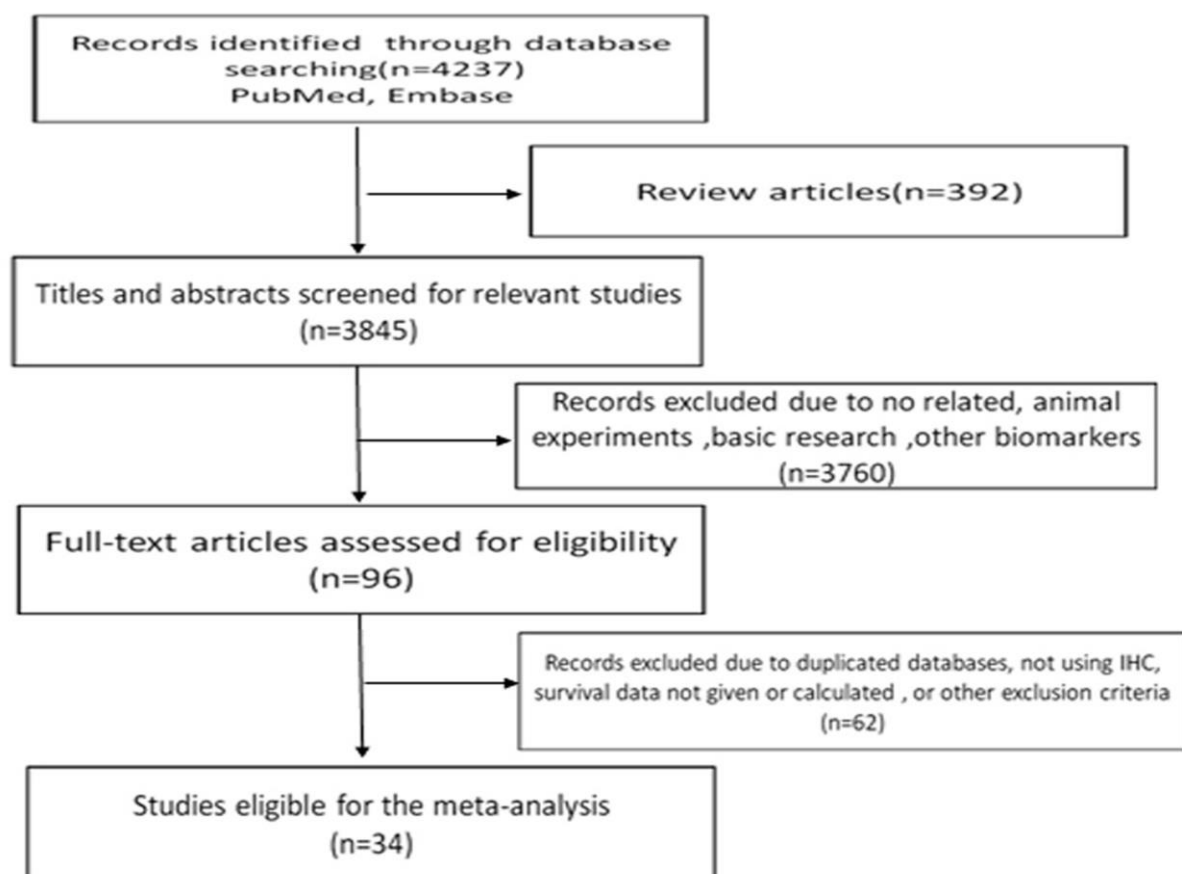 Records identified through database
searching(n=4237)
PubMed, Embase
Review articles(n=392)
Titles and abstracts screened for relevant studies
(n=3845)
Records excluded due to no related, animal
experiments ,basic research ,other biomarkers
(n=3760)
Full-text articles assessed for eligibility
(n=96)
Records excluded due to duplicated databases, not using IHC,
survival data not given or calculated , or other exclusion criteria
(n=62)
Studies eligible for the meta-analysis
(n=34)